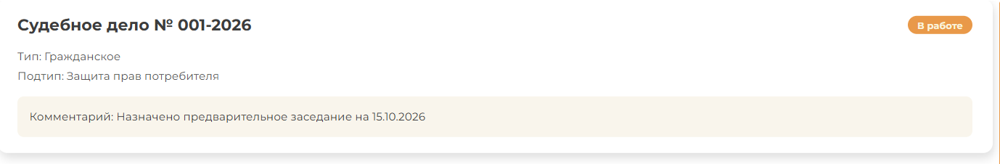 Судебное дело № 001-2026
В работе
Тип: Гражданское
Подтип: Защита прав потребителя
Комментарий: Назначено предварительное заседание на 15.10.2026